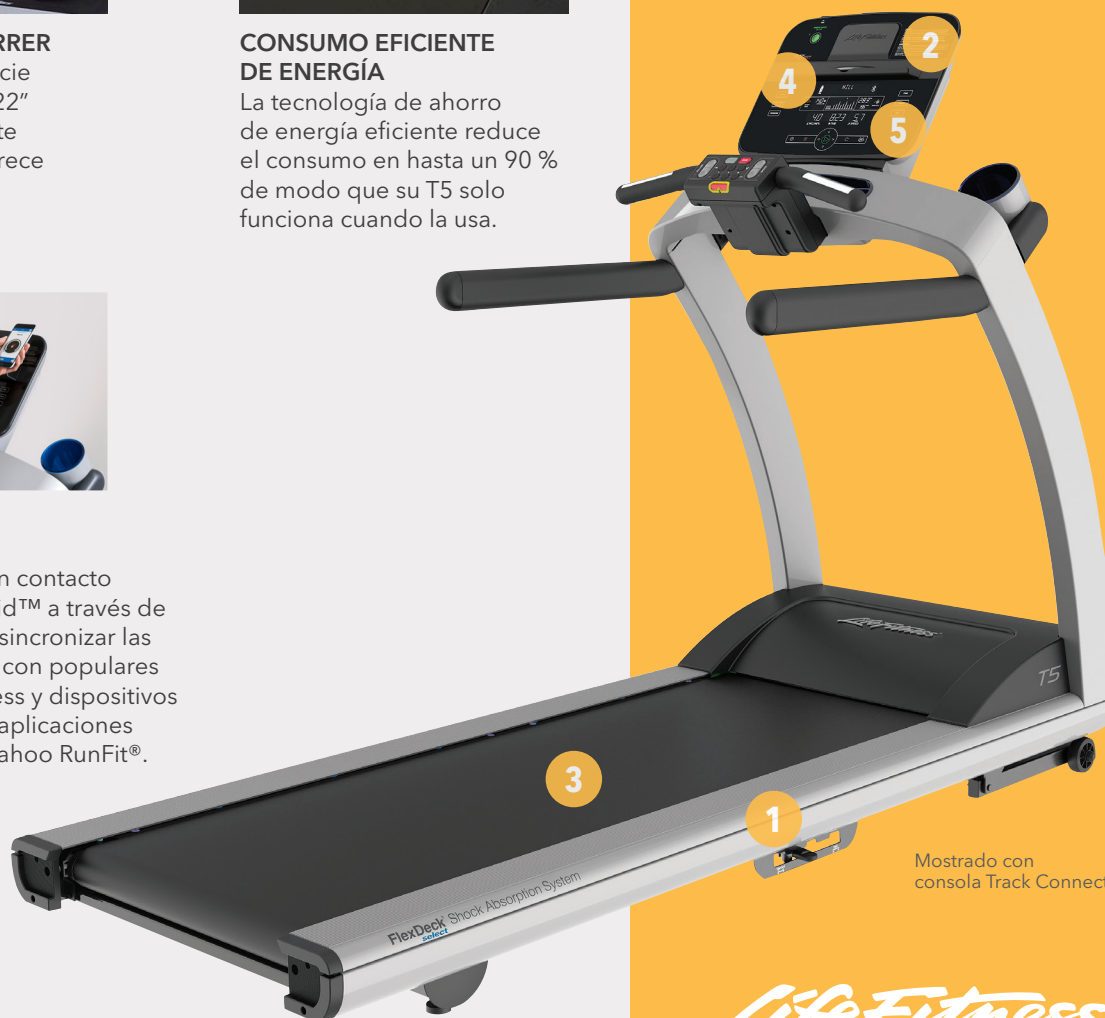 RRER
cie
22”
te
rece
CONSUMO EFICIENTE
DE ENERGÍA
La tecnología de ahorro
de energía eficiente reduce
el consumo en hasta un 90 %
de modo que su T5 solo
funciona cuando la usa.
n contacto
id™ a través de
sincronizar las
con populares
ess y dispositivos
aplicaciones
ahoo RunFit®.
2
4
5
3
1
LifeFitness
T5
FlexDeck Shock Absorption System
select
Mostrado con
consola Track Connect
LifeFitness